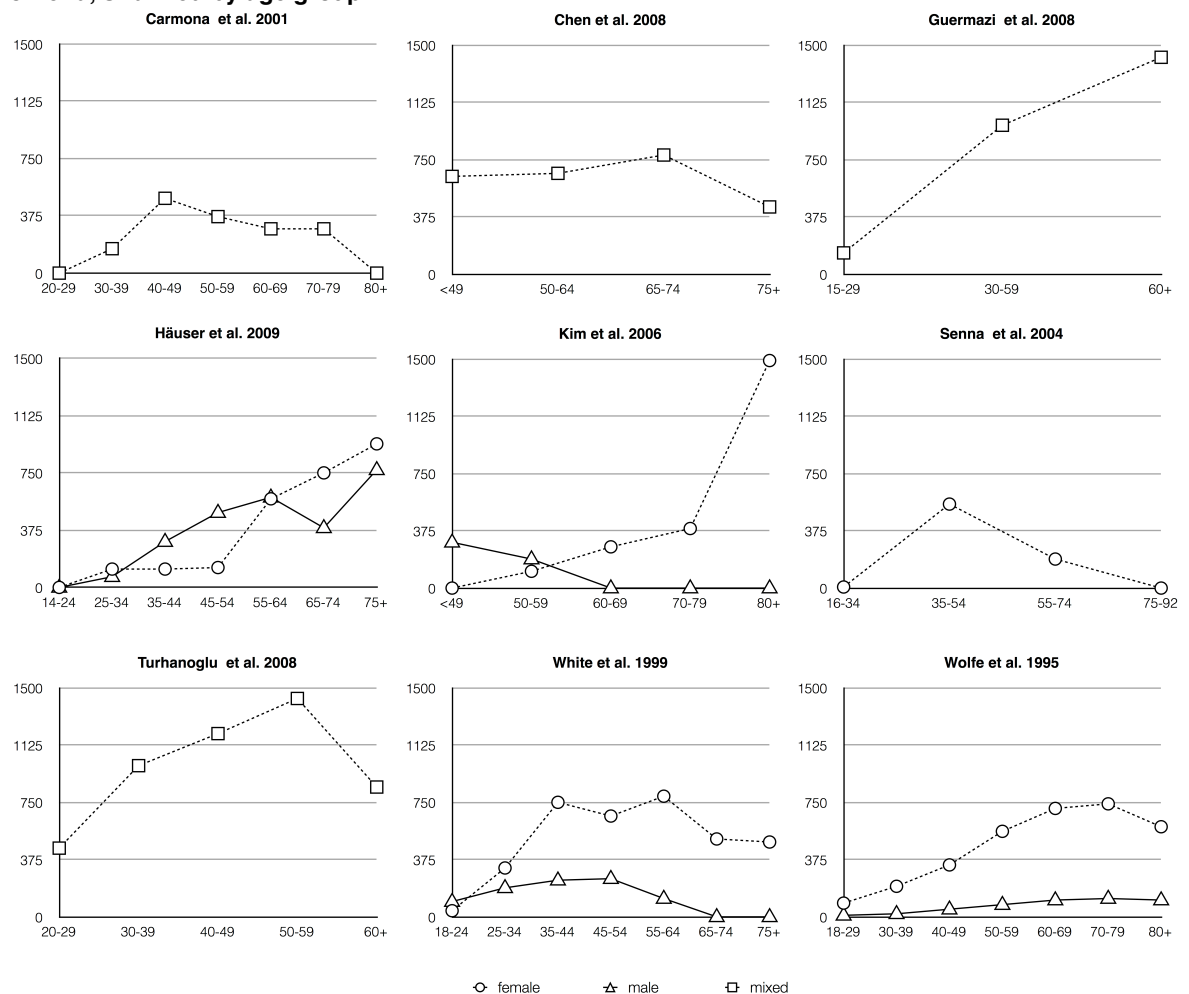 Carmona et al. 2001
1500
1125
750
375
0
20-29 30-39 40-49 50-59 60-69 70-79 80+
Chen et al. 2008
1500
1125
750
375
0
<49 50-64 65-74 75+
Guermazi et al. 2008
1500
1125
750
375
0
15-29 30-59 60+
Häuser et al. 2009
1500
1125
750
375
0
14-24 25-34 35-44 45-54 55-64 65-74 75+
Kim et al. 2006
1500
1125
750
375
0
<49 50-59 60-69 70-79 80+
Senna et al. 2004
1500
1125
750
375
0
16-34 35-54 55-74 75-92
Turhanoglu et al. 2008
1500
1125
750
375
0
20-29 30-39 40-49 50-59 60+
White et al. 1999
1500
1125
750
375
0
18-24 25-34 35-44 45-54 55-64 65-74 75+
Wolfe et al. 1995
1500
1125
750
375
0
18-29 30-39 40-49 50-59 60-69 70-79 80+
female male mixed